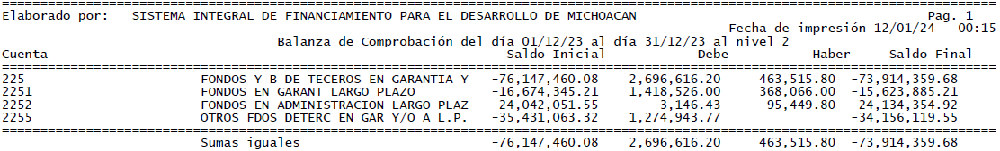 Elaborado por:   SISTEMA INTEGRAL DE FINANCIAMIENTO PARA EL DESARROLLO DE MICHOACAN   Pag. 1
Fecha de impresión 12/01/24   00:15
Balanza de Comprobación del día 01/12/23 al día 31/12/23 al nivel 2
Cuenta   Saldo Inicial   Debe   Haber   Saldo Final
225   FONDOS Y B DE TECEROS EN GARANTIA Y   -76,147,460.08   2,696,616.20   463,515.80   -73,914,359.68
2251   FONDOS EN GARANT LARGO PLAZO   -16,674,345.21   1,418,526.00   368,066.00   -15,623,885.21
2252   FONDOS EN ADMINISTRACION LARGO PLAZ   -24,042,051.55   3,146.43   95,449.80   -24,134,354.92
2255   OTROS FDOS DETERC EN GAR Y/O A L.P.   -35,431,063.32   1,274,943.77   -34,156,119.55
Sumas iguales   -76,147,460.08   2,696,616.20   463,515.80   -73,914,359.68